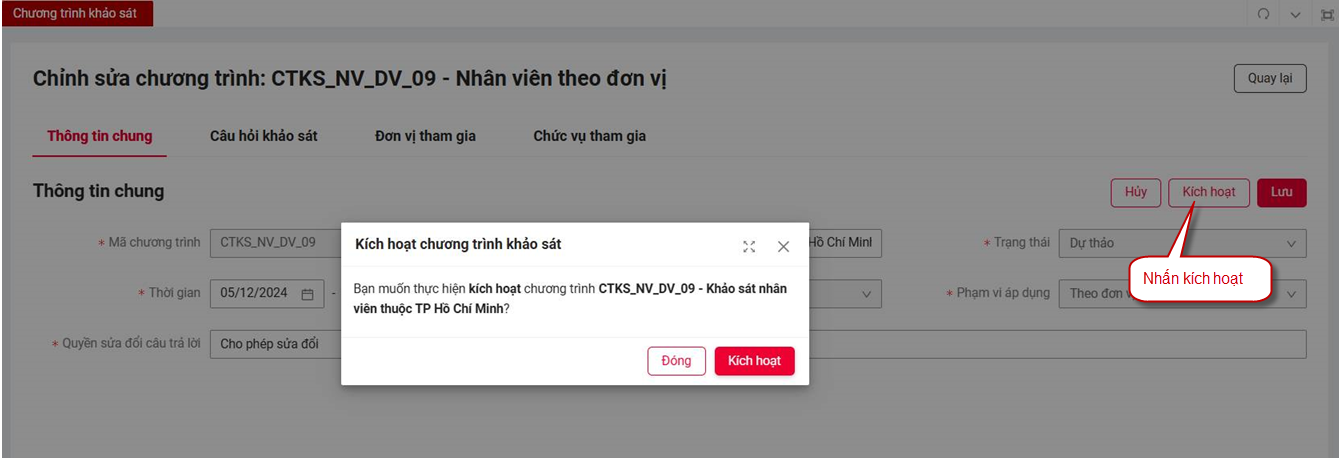 Chương trình khảo sát
Chỉnh sửa chương trình: CTKS_NV_DV_09 - Nhân viên theo đơn vị
Quay lại
Thông tin chung
Câu hỏi khảo sát
Đơn vị tham gia
Chức vụ tham gia
Thông tin chung
Hủy
Kích hoạt
Lưu
* Mã chương trình
CTKS_NV_DV_09
Hồ Chí Minh
* Trạng thái
Dự thảo
* Thời gian
05/12/2024
-
* Phạm vi áp dụng
Theo đơn
* Quyền sửa đổi câu trả lời
Cho phép sửa đổi
Nhấn kích hoạt
Kích hoạt chương trình khảo sát
Bạn muốn thực hiện kích hoạt chương trình CTKS_NV_DV_09 - Khảo sát nhân
viên thuộc TP Hồ Chí Minh?
Đóng
Kích hoạt